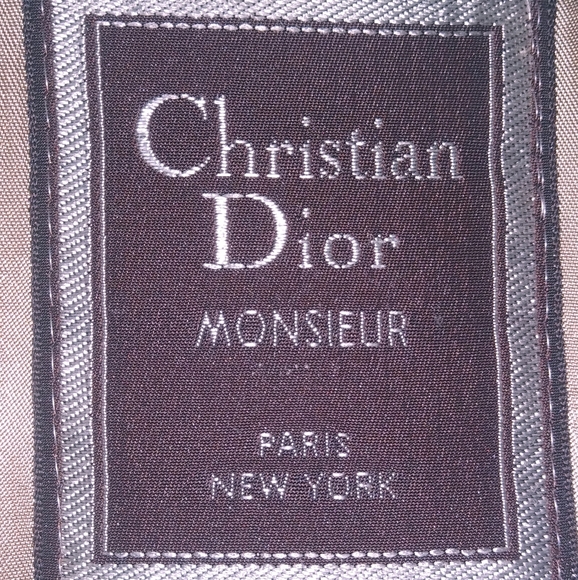 Christian
Dior
MONSIEUR
PARIS
NEW YORK